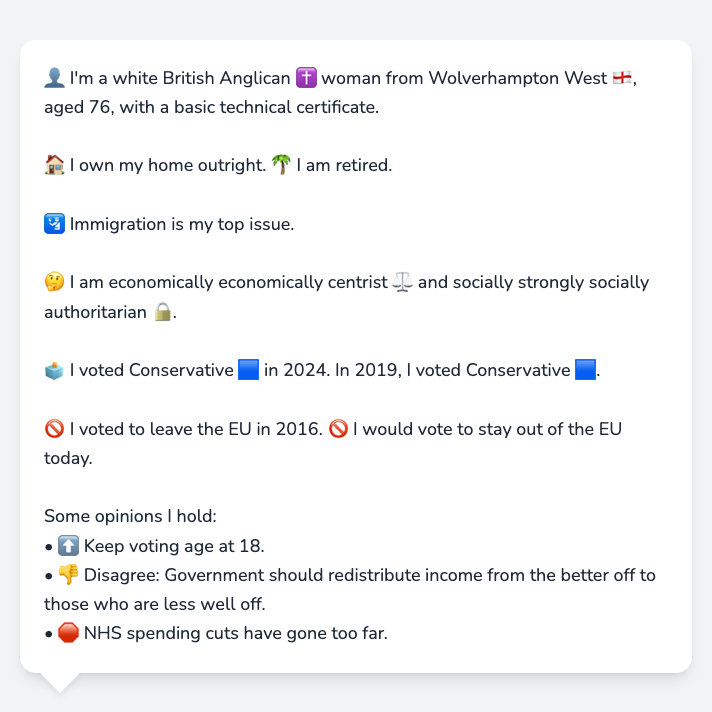 👤 I'm a white British Anglican ✝️ woman from Wolverhampton West 🏴󠁧󠁢󠁥󠁮󠁧󠁿,
aged 76, with a basic technical certificate.
🏠 I own my home outright. 🌴 I am retired.
🛂 Immigration is my top issue.
🤔 I am economically economically centrist ⚖️ and socially strongly socially
authoritarian 🔒.
🗳️ I voted Conservative 🟦 in 2024. In 2019, I voted Conservative 🟦.
🚫 I voted to leave the EU in 2016. 🚫 I would vote to stay out of the EU
today.
Some opinions I hold:
• ⬆️ Keep voting age at 18.
• 👎 Disagree: Government should redistribute income from the better off to
those who are less well off.
• 🛑 NHS spending cuts have gone too far.